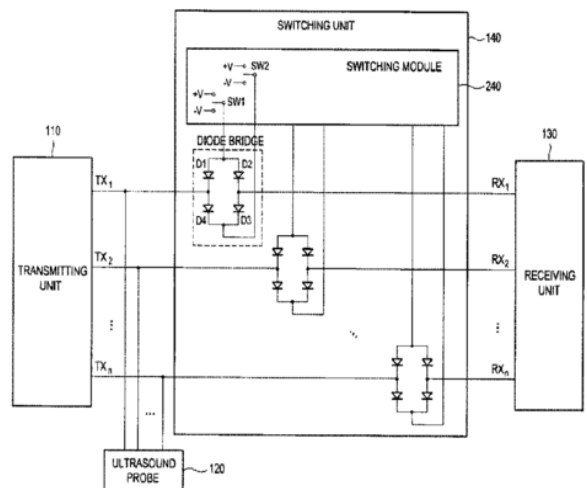 SWITCHING UNIT
140
SWITCHING MODULE
240
+V
-V
SW2
+V
-V
SW1
110
130
DIODE BRIDGE
D1
D2
TX1
RX1
D4
D3
TRANSMITTING
UNIT
TX2
RX2
RECEIVING
UNIT
⋮
⋮
⋱
TXn
RXn
...
ULTRASOUND
PROBE
120